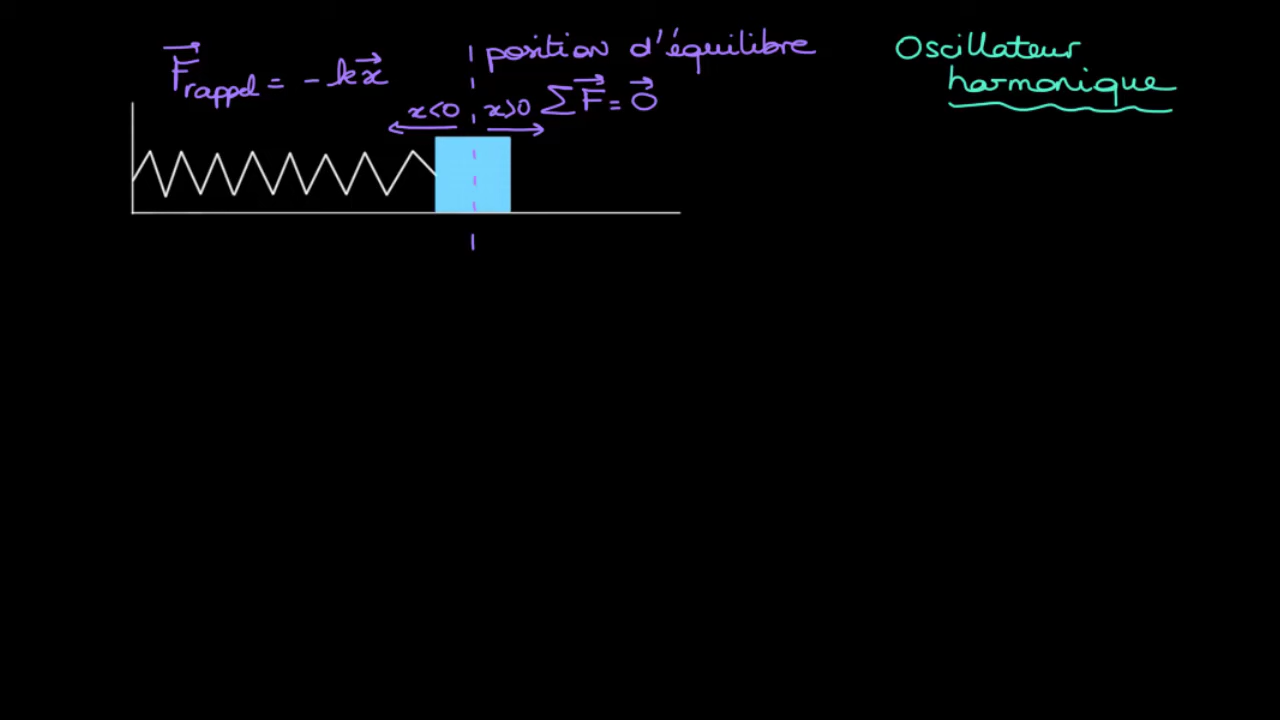 F⃗rappel = - kx⃗
position d'équilibre
x<0 x>0 ΣF⃗ = 0⃗
Oscillateur
harmonique